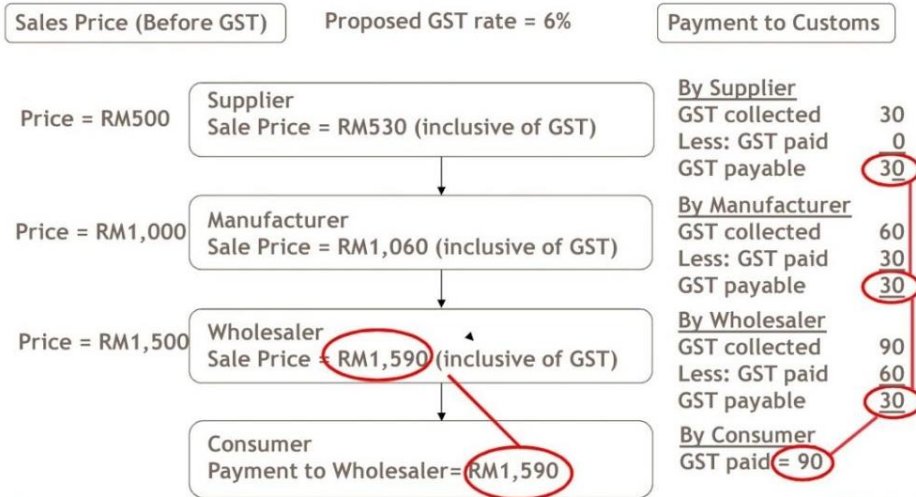 Sales Price (Before GST)
Proposed GST rate = 6%
Payment to Customs
Price = RM500
Supplier
Sale Price = RM530 (inclusive of GST)
By Supplier
GST collected 30
Less: GST paid 0
GST payable 30
Price = RM1,000
Manufacturer
Sale Price = RM1,060 (inclusive of GST)
By Manufacturer
GST collected 60
Less: GST paid 30
GST payable 30
Price = RM1,500
Wholesaler
Sale Price = RM1,590 (inclusive of GST)
By Wholesaler
GST collected 90
Less: GST paid 60
GST payable 30
Consumer
Payment to Wholesaler= RM1,590
By Consumer
GST paid = 90